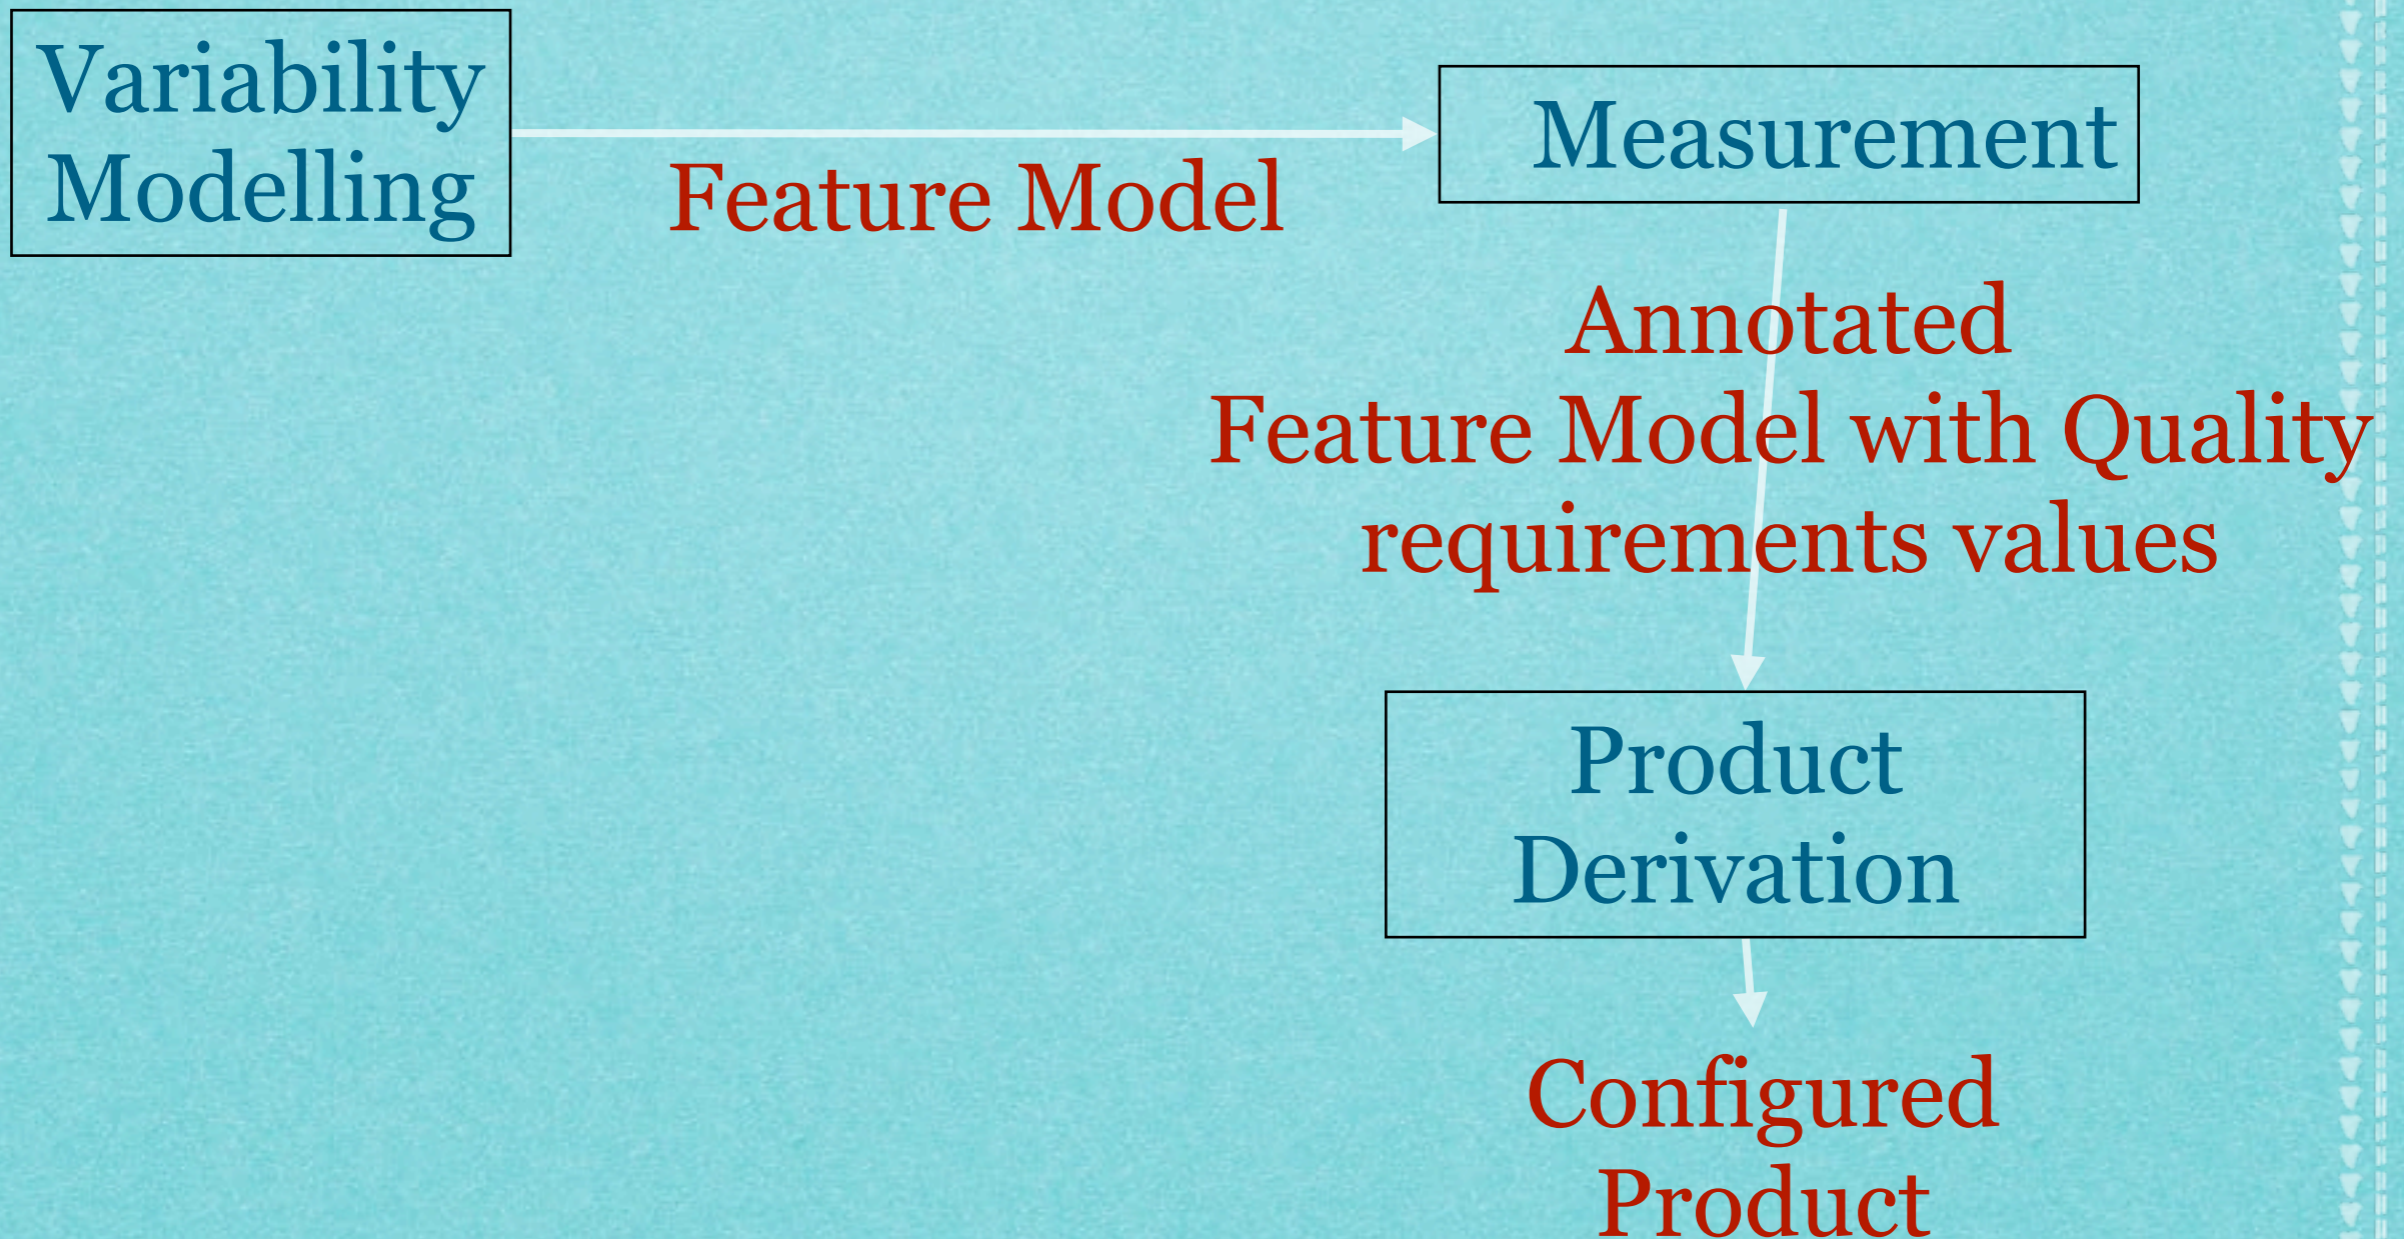 Variability
Modelling
Measurement
Feature Model
Annotated
Feature Model with Quality
requirements values
Product
Derivation
Configured
Product